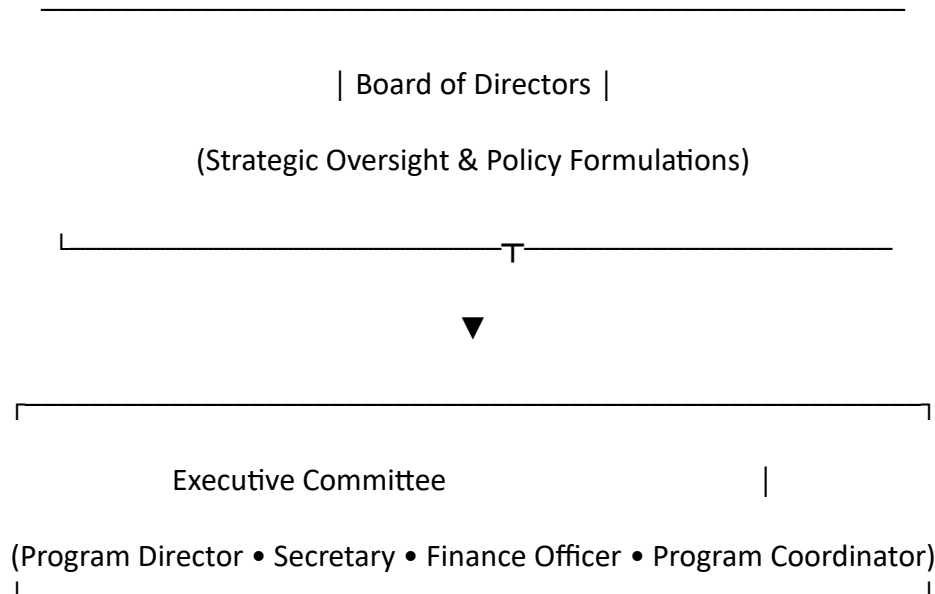 | Board of Directors |
(Strategic Oversight & Policy Formulations)
Executive Committee |
(Program Director • Secretary • Finance Officer • Program Coordinator)